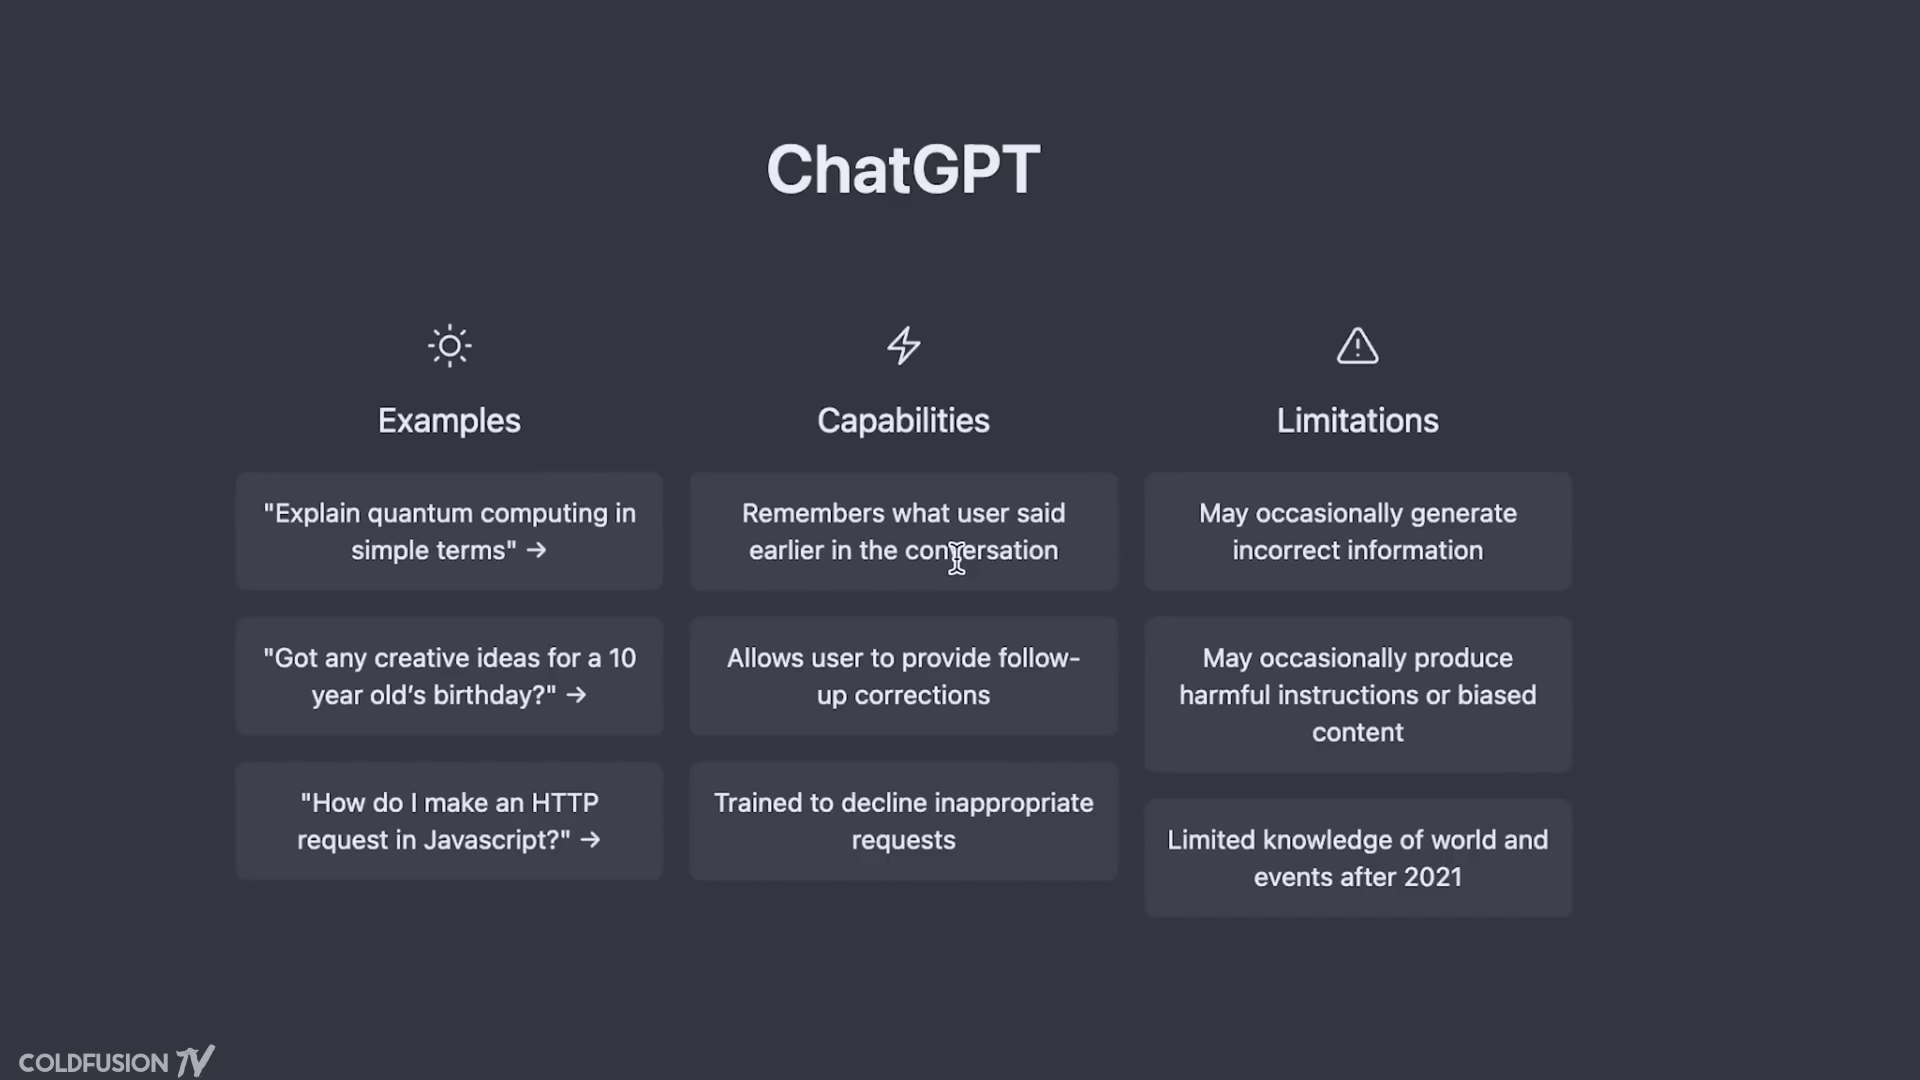 ChatGPT
Examples
"Explain quantum computing in
simple terms" →
"Got any creative ideas for a 10
year old’s birthday?" →
"How do I make an HTTP
request in Javascript?" →
Capabilities
Remembers what user said
earlier in the conversation
Allows user to provide follow-
up corrections
Trained to decline inappropriate
requests
Limitations
May occasionally generate
incorrect information
May occasionally produce
harmful instructions or biased
content
Limited knowledge of world and
events after 2021
COLDFUSION TV